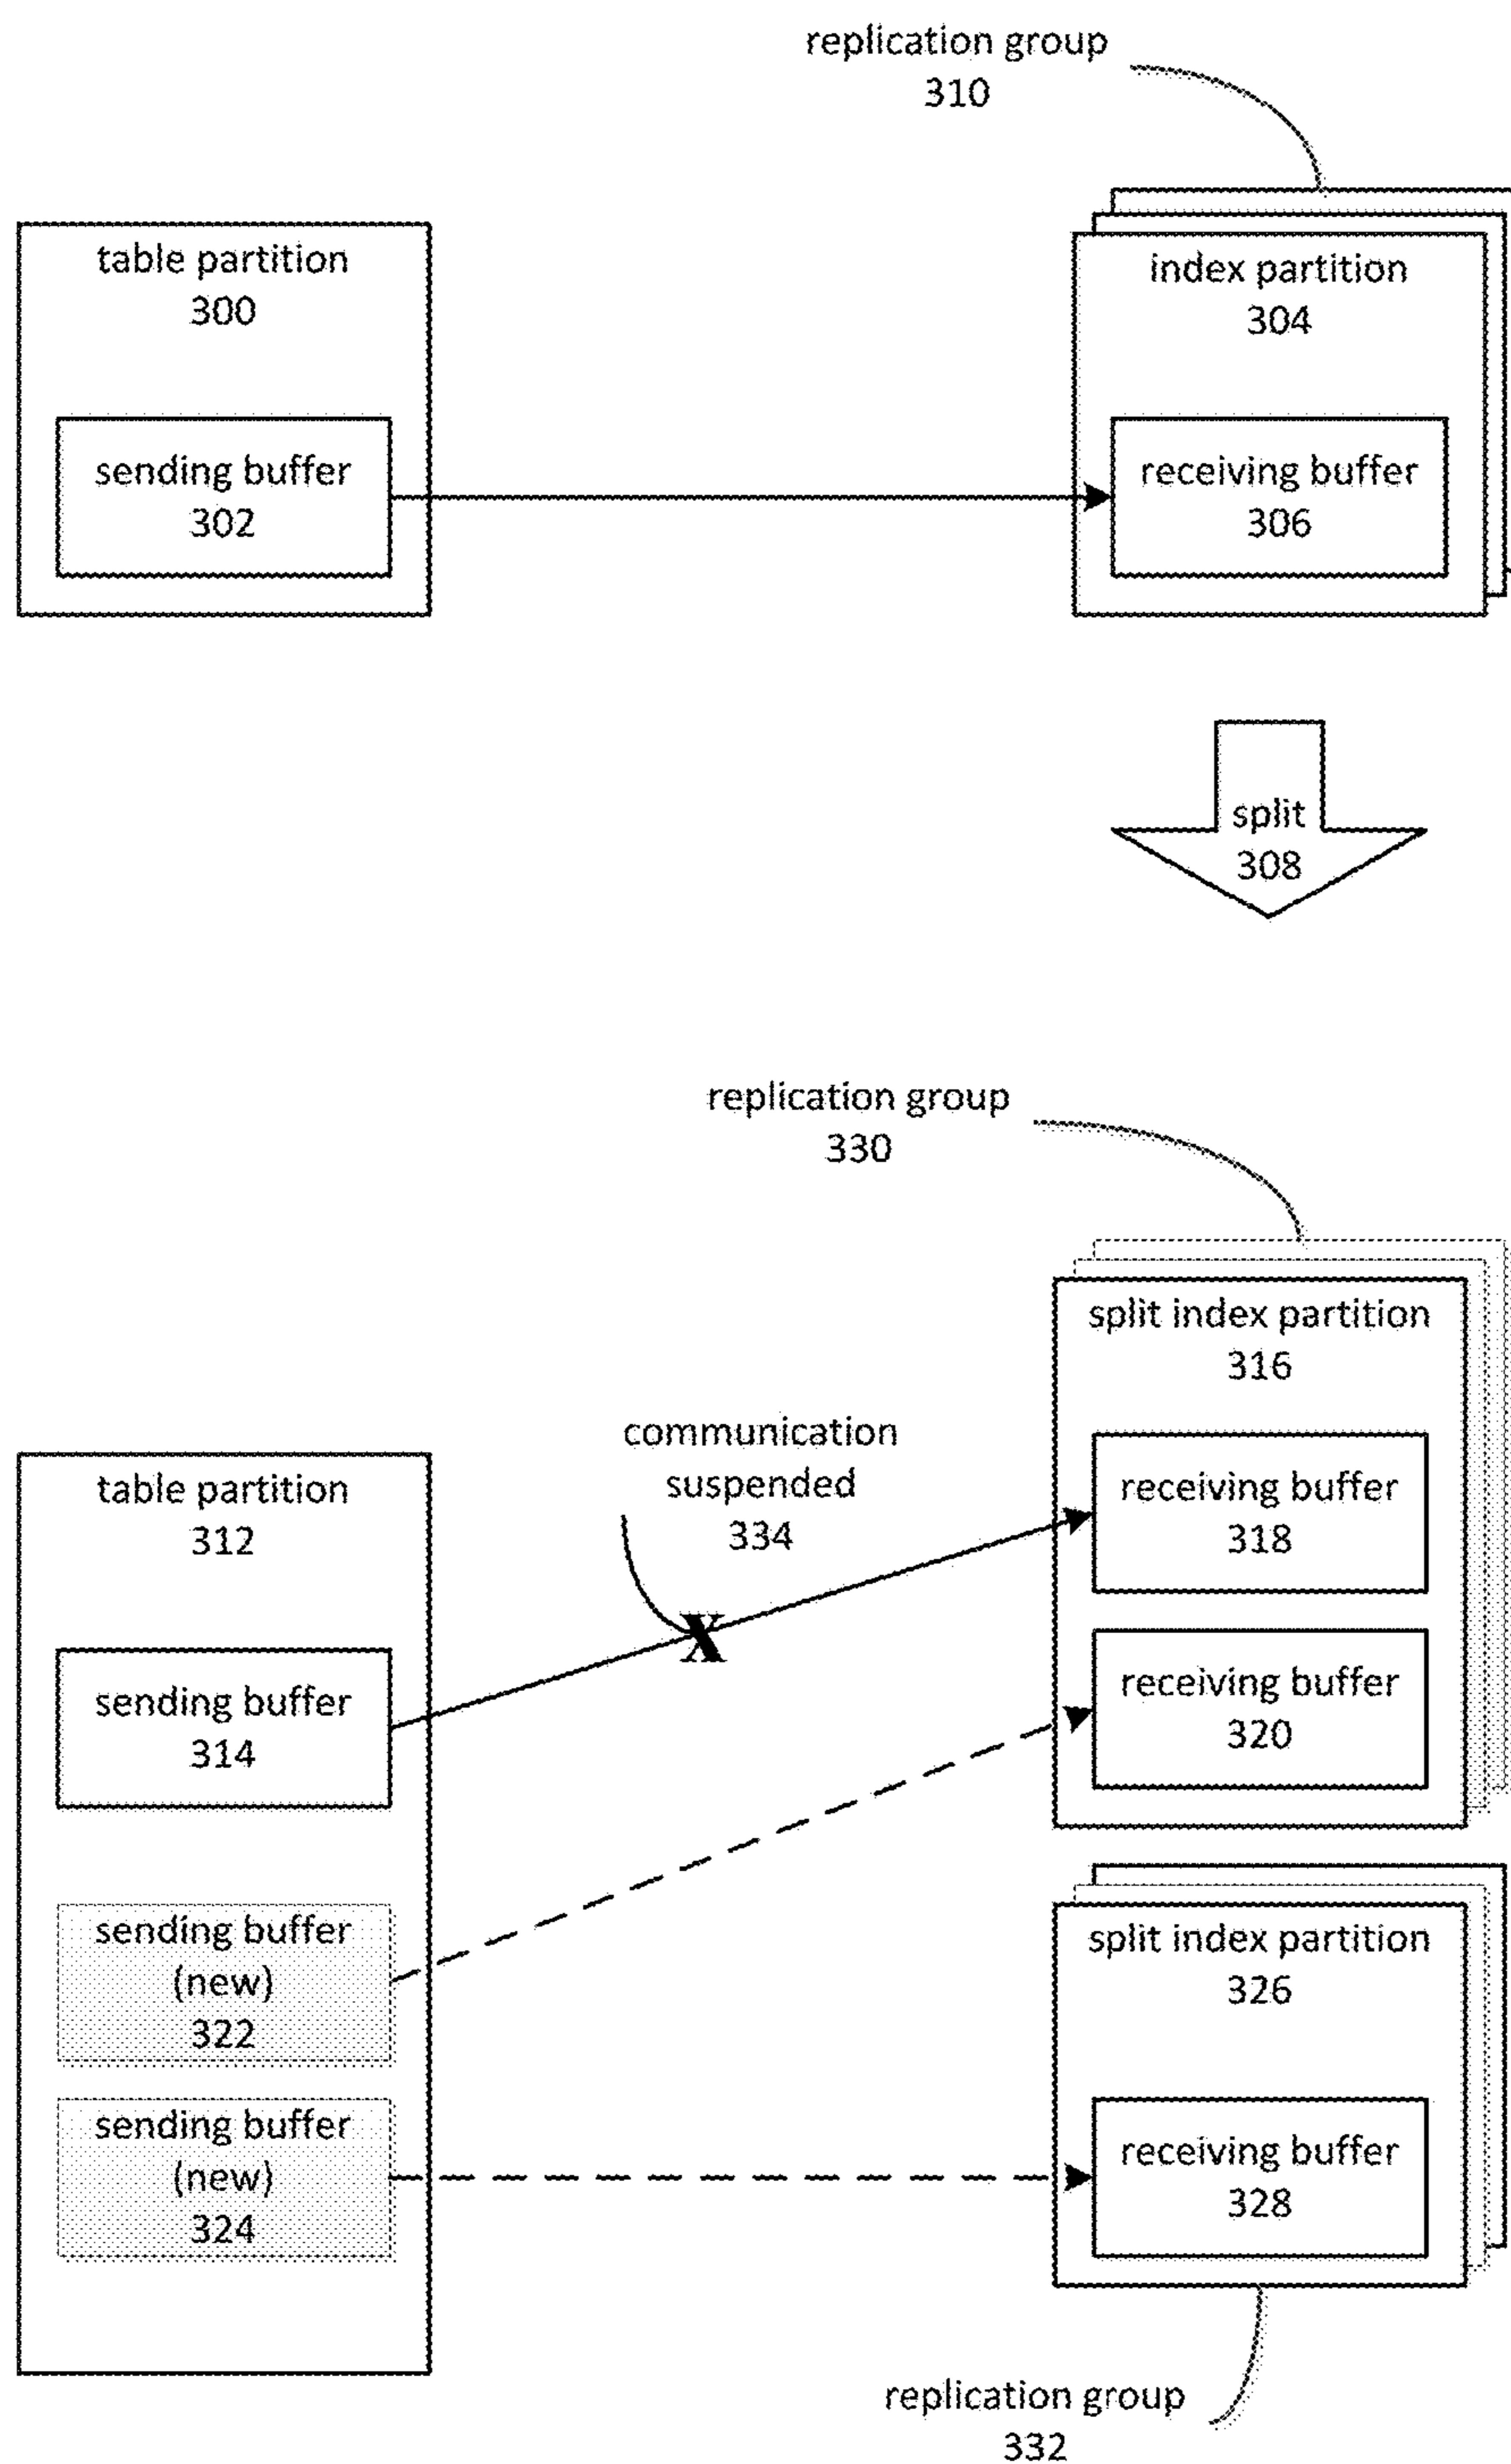 replication group
310
table partition
300
index partition
304
sending buffer
302
receiving buffer
306
split
308
replication group
330
split index partition
316
communication
suspended
334
table partition
312
receiving buffer
318
sending buffer
314
receiving buffer
320
sending buffer
(new)
322
split index partition
326
sending buffer
(new)
324
receiving buffer
328
replication group
332